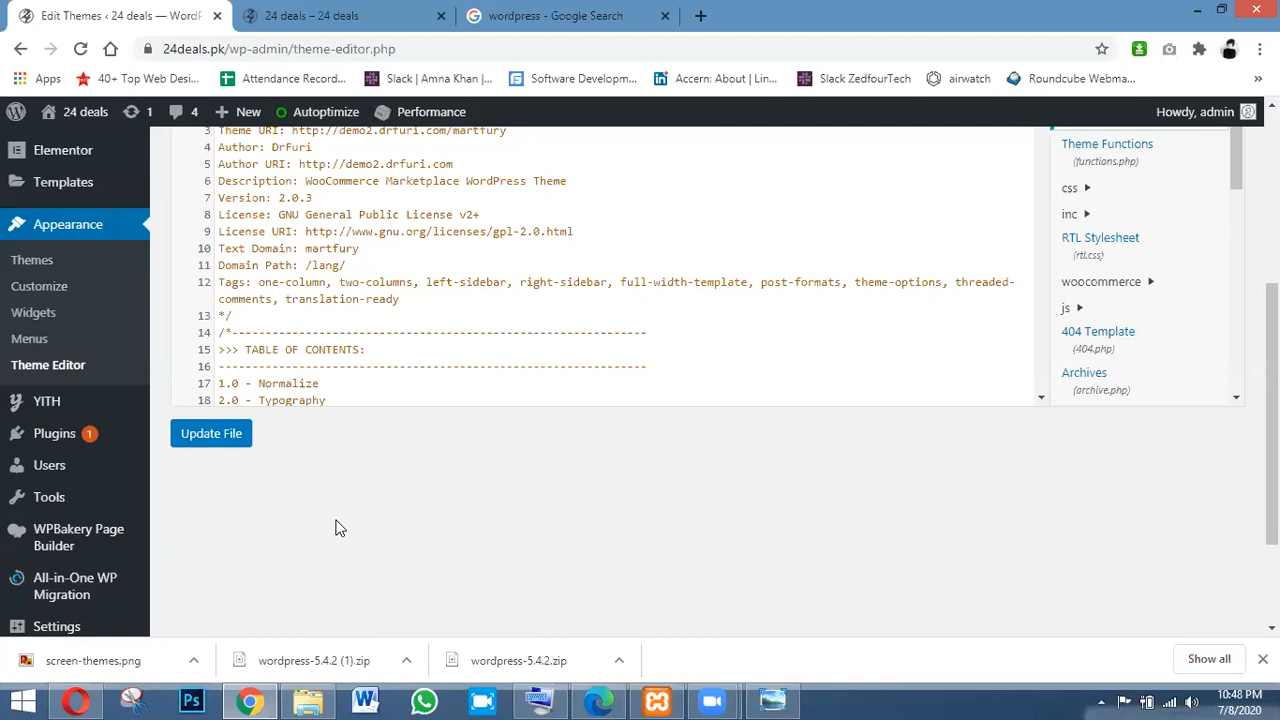 Edit Themes ‹ 24 deals — WordP
24 deals – 24 deals
wordpress - Google Search
24deals.pk/wp-admin/theme-editor.php
Apps
40+ Top Web Desi...
Attendance Record...
Slack | Amna Khan |...
Software Developm...
Accern: About | Lin...
Slack ZedfourTech
airwatch
Roundcube Webma...
»
24 deals
1
4
New
Autoptimize
Performance
Howdy, admin
Elementor
Templates
Appearance
Themes
Customize
Widgets
Menus
Theme Editor
YITH
Plugins 1
Users
Tools
WPBakery Page
Builder
All-in-One WP
Migration
Settings
3 Theme URI: http://demo2.drfuri.com/martfury
4 Author: DrFuri
5 Author URI: http://demo2.drfuri.com
6 Description: WooCommerce Marketplace WordPress Theme
7 Version: 2.0.3
8 License: GNU General Public License v2+
9 License URI: http://www.gnu.org/licenses/gpl-2.0.html
10 Text Domain: martfury
11 Domain Path: /lang/
12 Tags: one-column, two-columns, left-sidebar, right-sidebar, full-width-template, post-formats, theme-options, threaded-
comments, translation-ready
13 */
14 /*--------------------------------------------------------------
15 >>> TABLE OF CONTENTS:
16 ----------------------------------------------------------------
17 1.0 - Normalize
18 2.0 - Typography
Update File
Theme Functions
(functions.php)
css
inc
RTL Stylesheet
(rtl.css)
woocommerce
js
404 Template
(404.php)
Archives
(archive.php)
screen-themes.png
wordpress-5.4.2 (1).zip
wordpress-5.4.2.zip
Show all
Ps
W
10:48 PM
7/8/2020